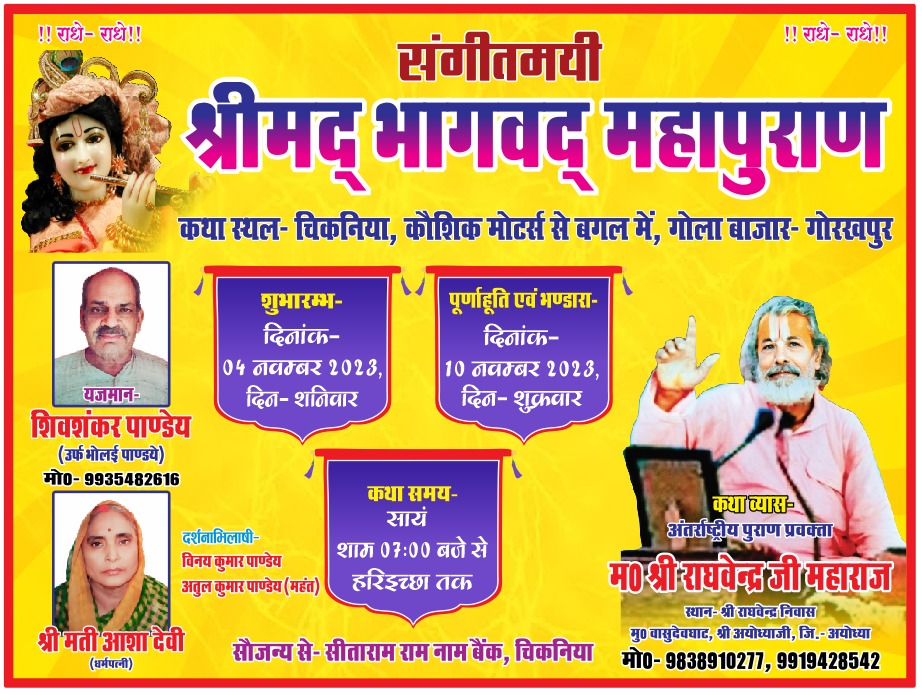 !! राधे- राधे!!
!! राधे- राधे!!
संगीतमयी
श्रीमद् भागवद् महापुराण
कथा स्थल- चिकनिया, कौशिक मोटर्स से बगल में, गोला बाजार- गोरखपुर
शुभारम्भ-
दिनांक-
04 नवम्बर 2023,
दिन- शनिवार
पूर्णाहूति एवं भण्डारा-
दिनांक-
10 नवम्बर 2023,
दिन- शुक्रवार
यजमान-
शिवशंकर पाण्डेय
(उर्फ भोलई पाण्डये)
मो0- 9935482616
कथा समय-
सायं
शाम 07:00 बजे से
हरिइच्छा तक
दर्शनाभिलाषी-
विनय कुमार पाण्डेय
अतुल कुमार पाण्डेय (महंत)
श्री मती आशा देवी
(धर्मपत्नी)
सौजन्य से- सीताराम राम नाम बैंक, चिकनिया
कथा व्यास-
अंतर्राष्ट्रीय पुराण प्रवक्ता
म0 श्री राघवेन्द्र जी महाराज
स्थान- श्री राघवेन्द्र निवास
मु0 वासुदेवघाट, श्री अयोध्याजी, जि.- अयोध्या
मो0- 9838910277, 9919428542